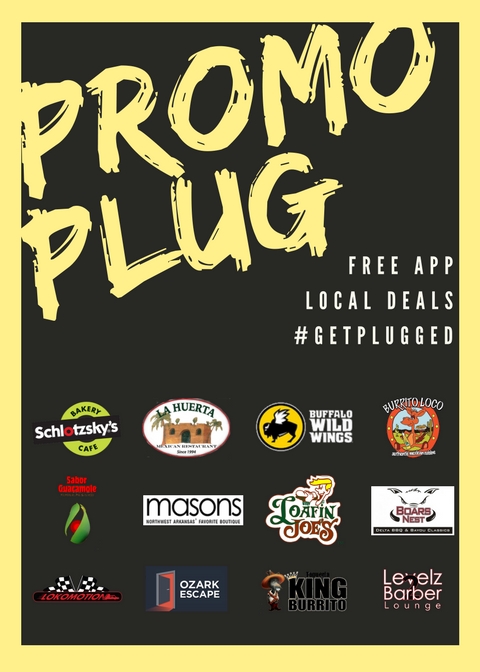 PROMO
PLUG
FREE APP
LOCAL DEALS
#GETPLUGGED
BAKERY
Schlotzsky's
CAFE
LA HUERTA
MEXICAN RESTAURANT
Since 1994
BUFFALO
WILD
WINGS
BURRITO LOCO
Sabor
Guacamole
masons
NORTHWEST ARKANSAS' FAVORITE BOUTIQUE
LOAFIN
JOE'S
BOARS
NEST
DELTA BBQ & BAYOU CLASSICS
LOKOMOTION
OZARK
ESCAPE
KING
BURRITO
Levelz
Barber
Lounge